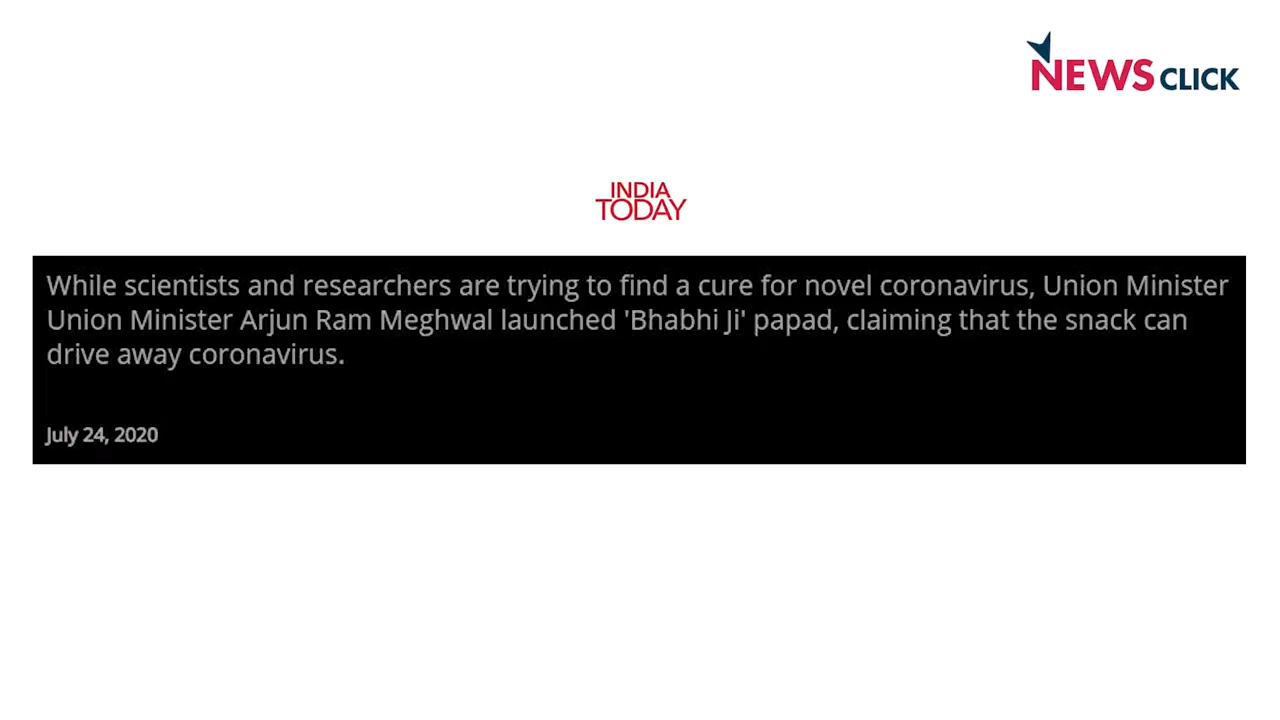 NEWS CLICK
INDIA
TODAY
While scientists and researchers are trying to find a cure for novel coronavirus, Union Minister
Union Minister Arjun Ram Meghwal launched 'Bhabhi Ji' papad, claiming that the snack can
drive away coronavirus.
July 24, 2020